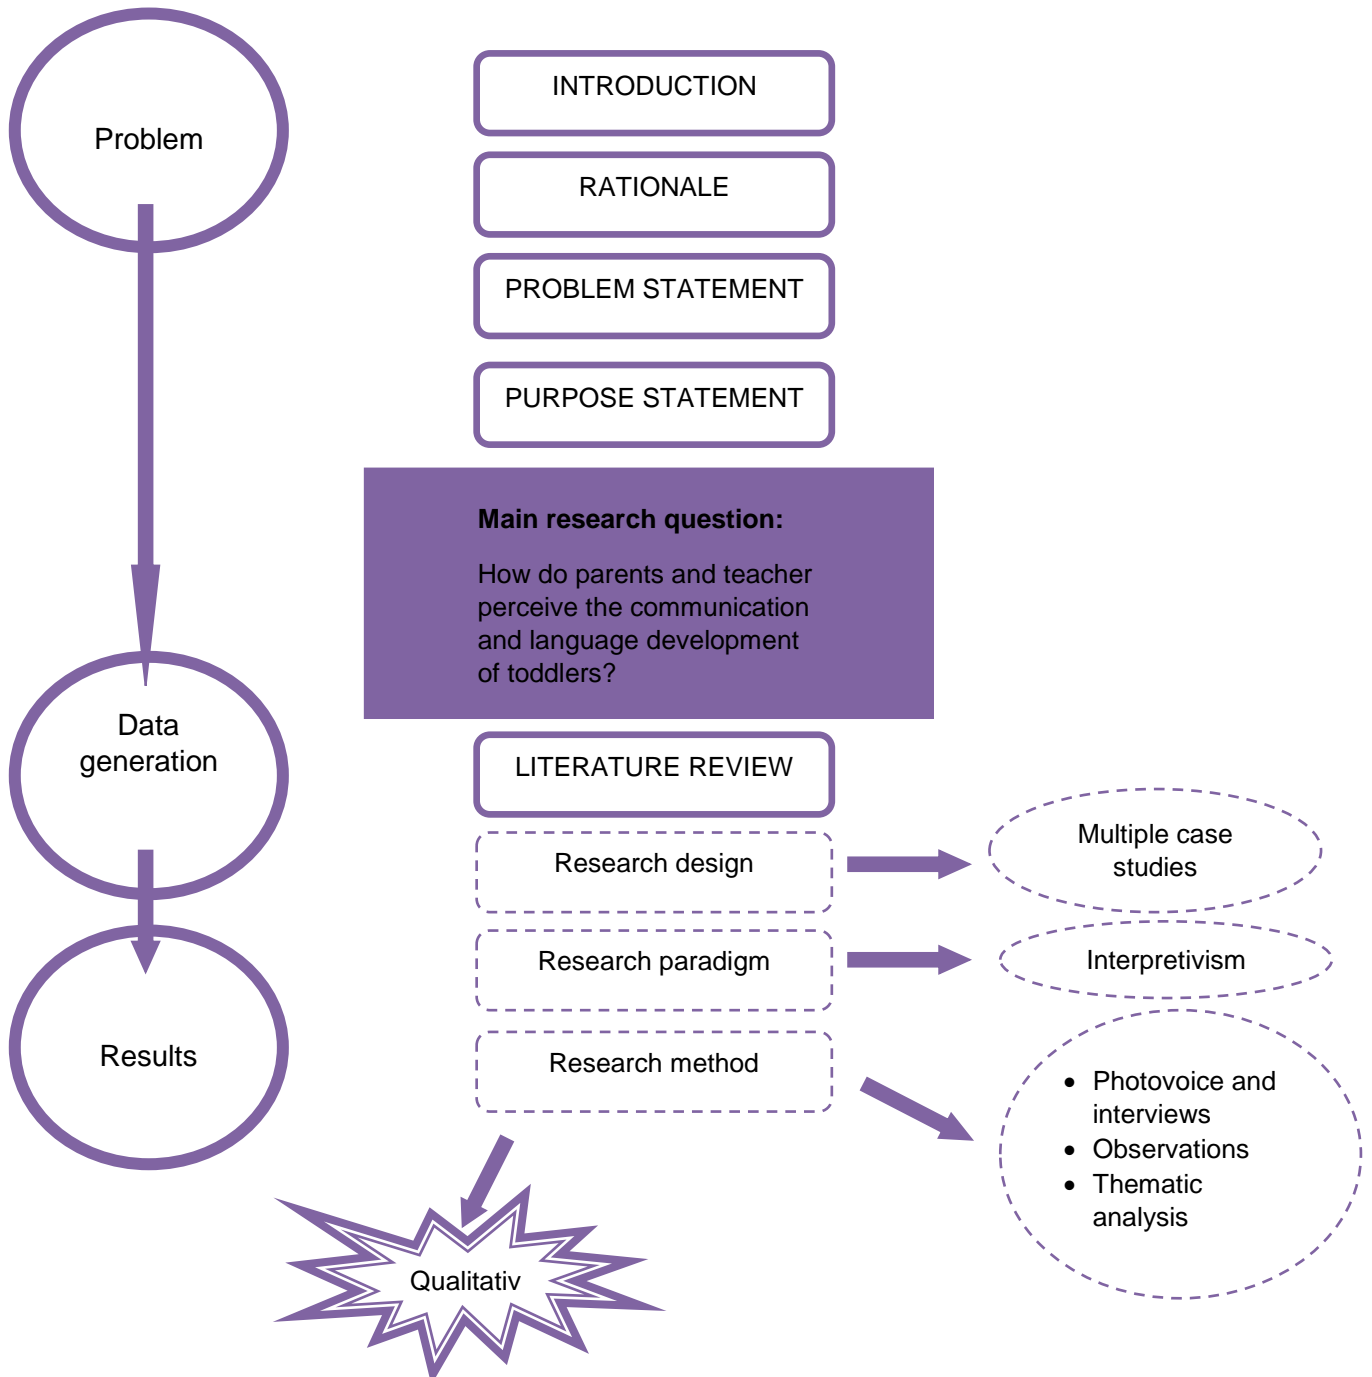 Problem
INTRODUCTION
RATIONALE
PROBLEM STATEMENT
PURPOSE STATEMENT
Main research question:
How do parents and teacher
perceive the communication
and language development
of toddlers?
Data
generation
LITERATURE REVIEW
Research design
Multiple case
studies
Research paradigm
Interpretivism
Results
Research method
• Photovoice and
interviews
• Observations
• Thematic
analysis
Qualitativ